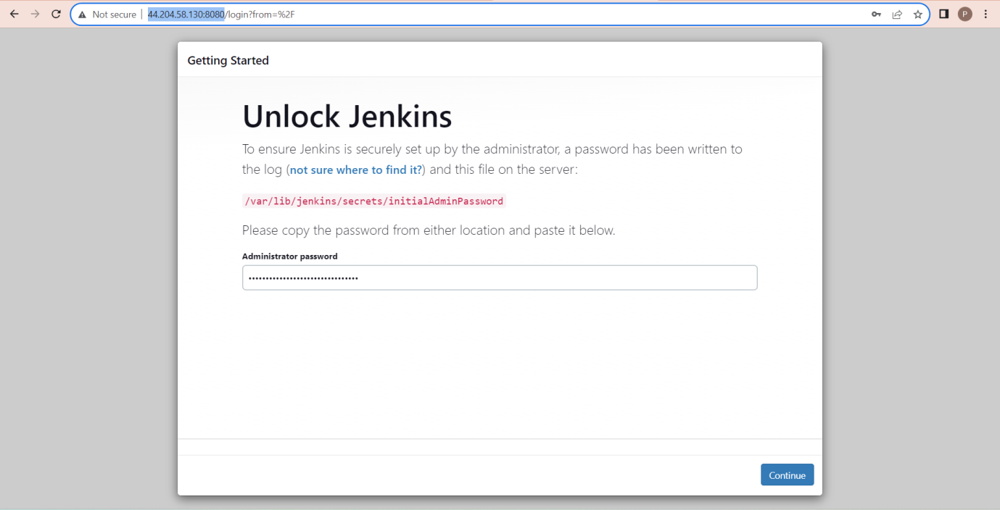 Not secure | 44.204.58.130:8080/login?from=%2F
P
Getting Started
Unlock Jenkins
To ensure Jenkins is securely set up by the administrator, a password has been written to
the log (not sure where to find it?) and this file on the server:
/var/lib/jenkins/secrets/initialAdminPassword
Please copy the password from either location and paste it below.
Administrator password
••••••••••••••••••••••••••••••••
Continue